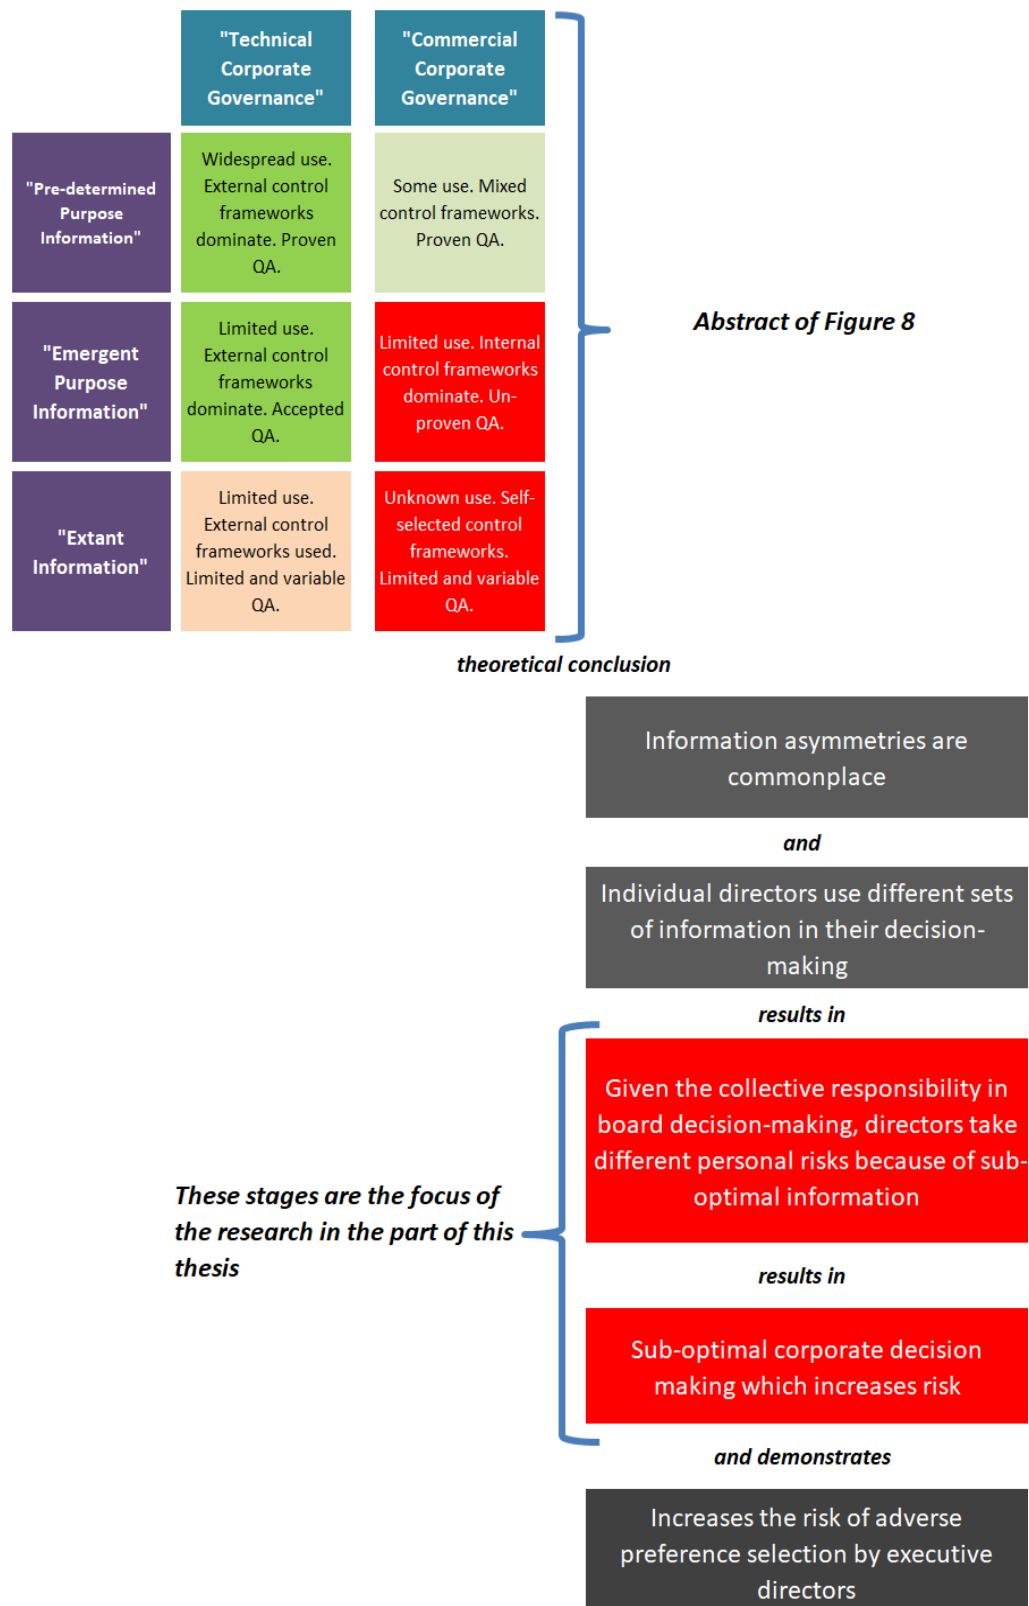 "Technical
Corporate
Governance"
"Commercial
Corporate
Governance"
"Pre-determined
Purpose
Information"
Widespread use.
External control
frameworks
dominate. Proven
QA.
Some use. Mixed
control frameworks.
Proven QA.
"Emergent
Purpose
Information"
Limited use.
External control
frameworks
dominate. Accepted
QA.
Limited use. Internal
control frameworks
dominate. Un-
proven QA.
"Extant
Information"
Limited use.
External control
frameworks used.
Limited and variable
QA.
Unknown use. Self-
selected control
frameworks.
Limited and variable
QA.
Abstract of Figure 8
theoretical conclusion
Information asymmetries are
commonplace
and
Individual directors use different sets
of information in their decision-
making
results in
Given the collective responsibility in
board decision-making, directors take
different personal risks because of sub-
optimal information
These stages are the focus of
the research in the part of this
thesis
results in
Sub-optimal corporate decision
making which increases risk
and demonstrates
Increases the risk of adverse
preference selection by executive
directors